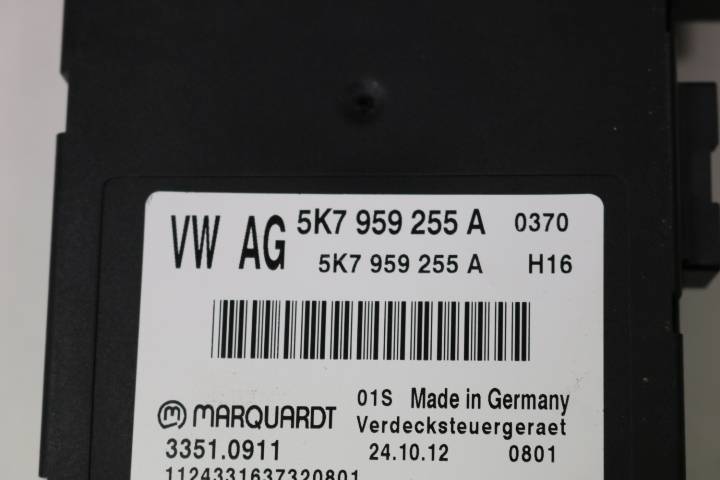 VW AG 5K7 959 255 A 0370
5K7 959 255 A H16
01S Made in Germany
MARQUARDT Verdecksteuergeraet
3351.0911 24.10.12 0801
1124331637320801